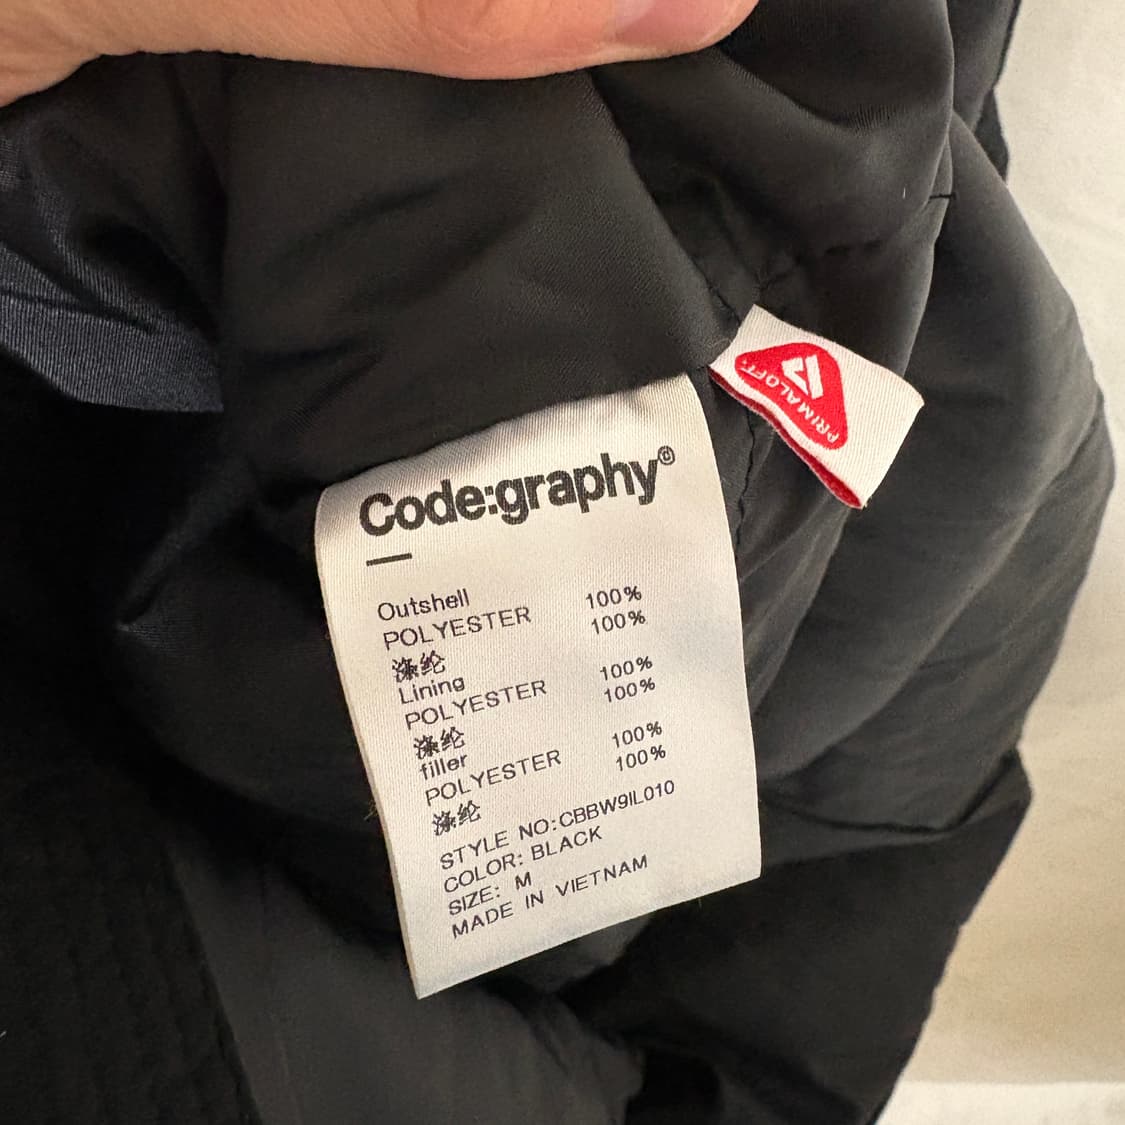 Code:graphy©
Outshell 100%
POLYESTER 100%
涤纶
Lining 100%
POLYESTER 100%
涤纶
filler 100%
POLYESTER 100%
涤纶
STYLE NO:CBBW9IL010
COLOR: BLACK
SIZE: M
MADE IN VIETNAM
PRIMALOFT.